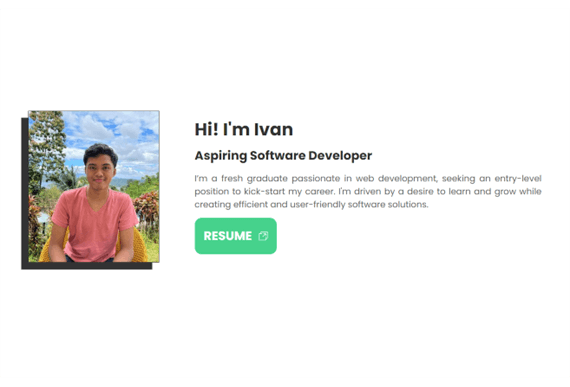 Hi! I'm Ivan
Aspiring Software Developer
I'm a fresh graduate passionate in web development, seeking an entry-level
position to kick-start my career. I'm driven by a desire to learn and grow while
creating efficient and user-friendly software solutions.
RESUME